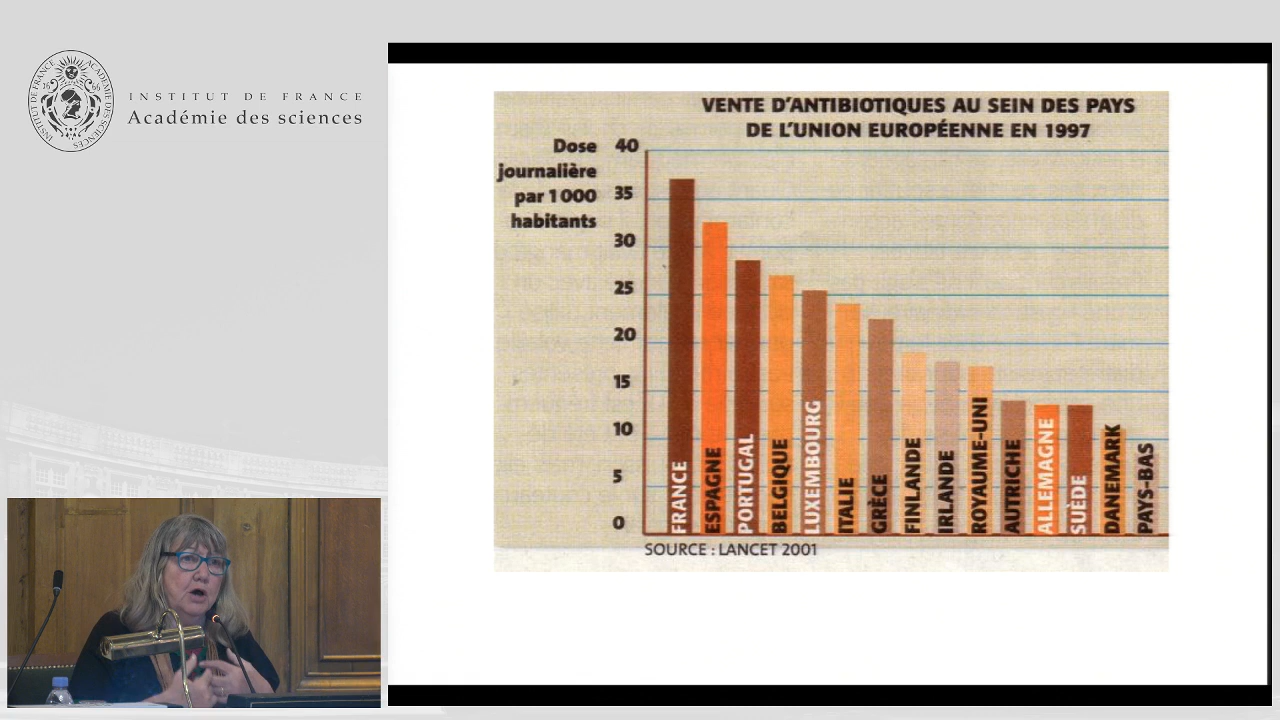 INSTITUT DE FRANCE
Académie des sciences
VENTE D'ANTIBIOTIQUES AU SEIN DES PAYS
DE L'UNION EUROPÉENNE EN 1997
Dose
journalière
par 1 000
habitants
40
35
30
25
20
15
10
5
0
FRANCE
ESPAGNE
PORTUGAL
BELGIQUE
LUXEMBOURG
ITALIE
GRÈCE
FINLANDE
IRLANDE
ROYAUME-UNI
AUTRICHE
ALLEMAGNE
SUEDE
DANEMARK
PAYS-BAS
SOURCE : LANCET 2001